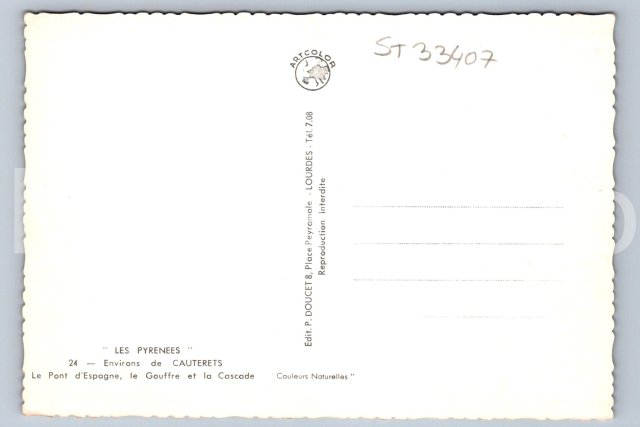 ARTCOLOR
ST 33407
Edit. P. DOUCET 8, Place Peyramale - LOURDES - Tél. 7.08
Reproduction interdite
" LES PYRENEES "
24 — Environs de CAUTERETS
Le Pont d'Espagne, le Gouffre et la Cascade Couleurs Naturelles "